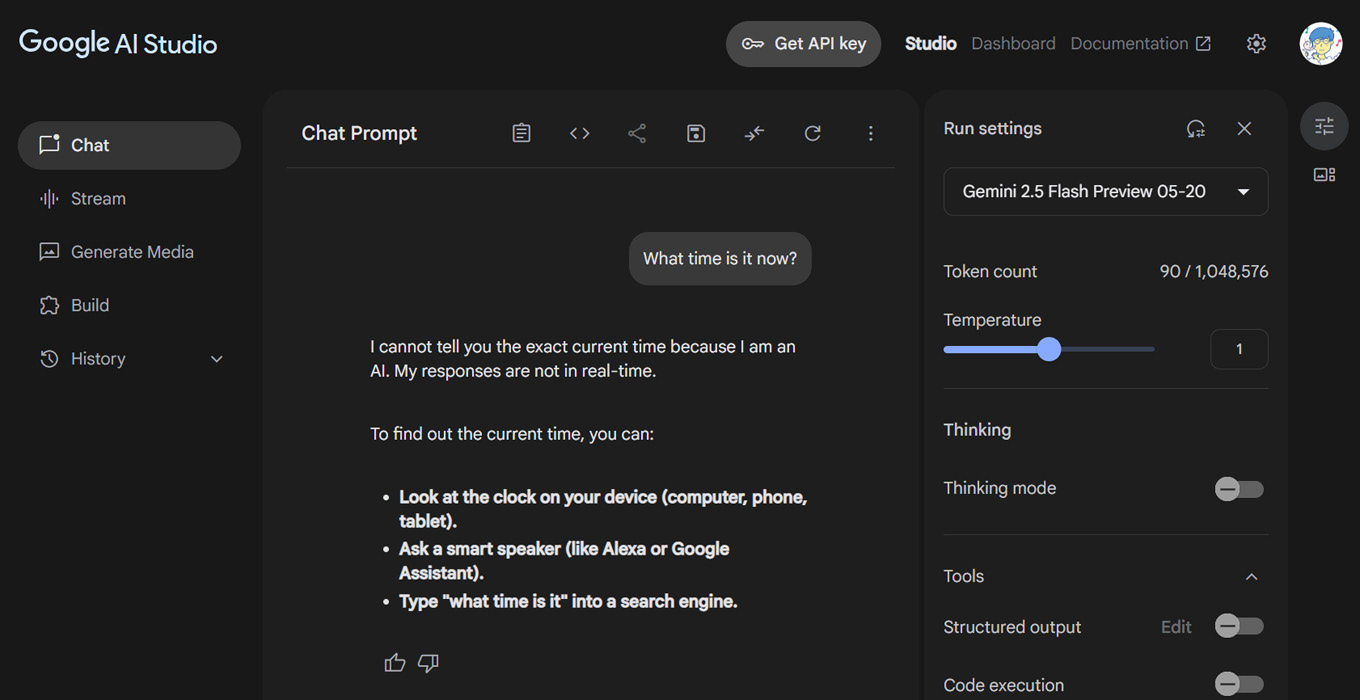 Google AI Studio
Get API key
Studio
Dashboard
Documentation
Chat
Stream
Generate Media
Build
History
Chat Prompt
What time is it now?
I cannot tell you the exact current time because I am an
AI. My responses are not in real-time.
To find out the current time, you can:
• Look at the clock on your device (computer, phone,
tablet).
• Ask a smart speaker (like Alexa or Google
Assistant).
• Type "what time is it" into a search engine.
Run settings
Gemini 2.5 Flash Preview 05-20
Token count 90 / 1,048,576
Temperature
1
Thinking
Thinking mode
Tools
Structured output Edit
Code execution